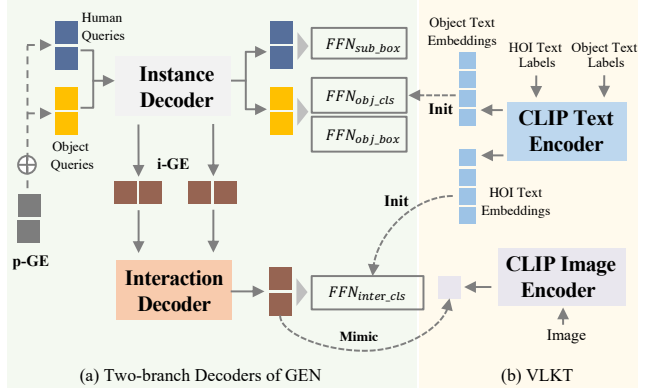 Human
Queries
Object
Queries
p-GE
Instance
Decoder
i-GE
Interaction
Decoder
FFN_sub_box
FFN_obj_cls
FFN_obj_box
FFN_inter_cls
Mimic
Init
Init
Object Text
Embeddings
HOI Text
Labels
Object Text
Labels
CLIP Text
Encoder
HOI Text
Embeddings
CLIP Image
Encoder
Image
(a) Two-branch Decoders of GEN
(b) VLKT